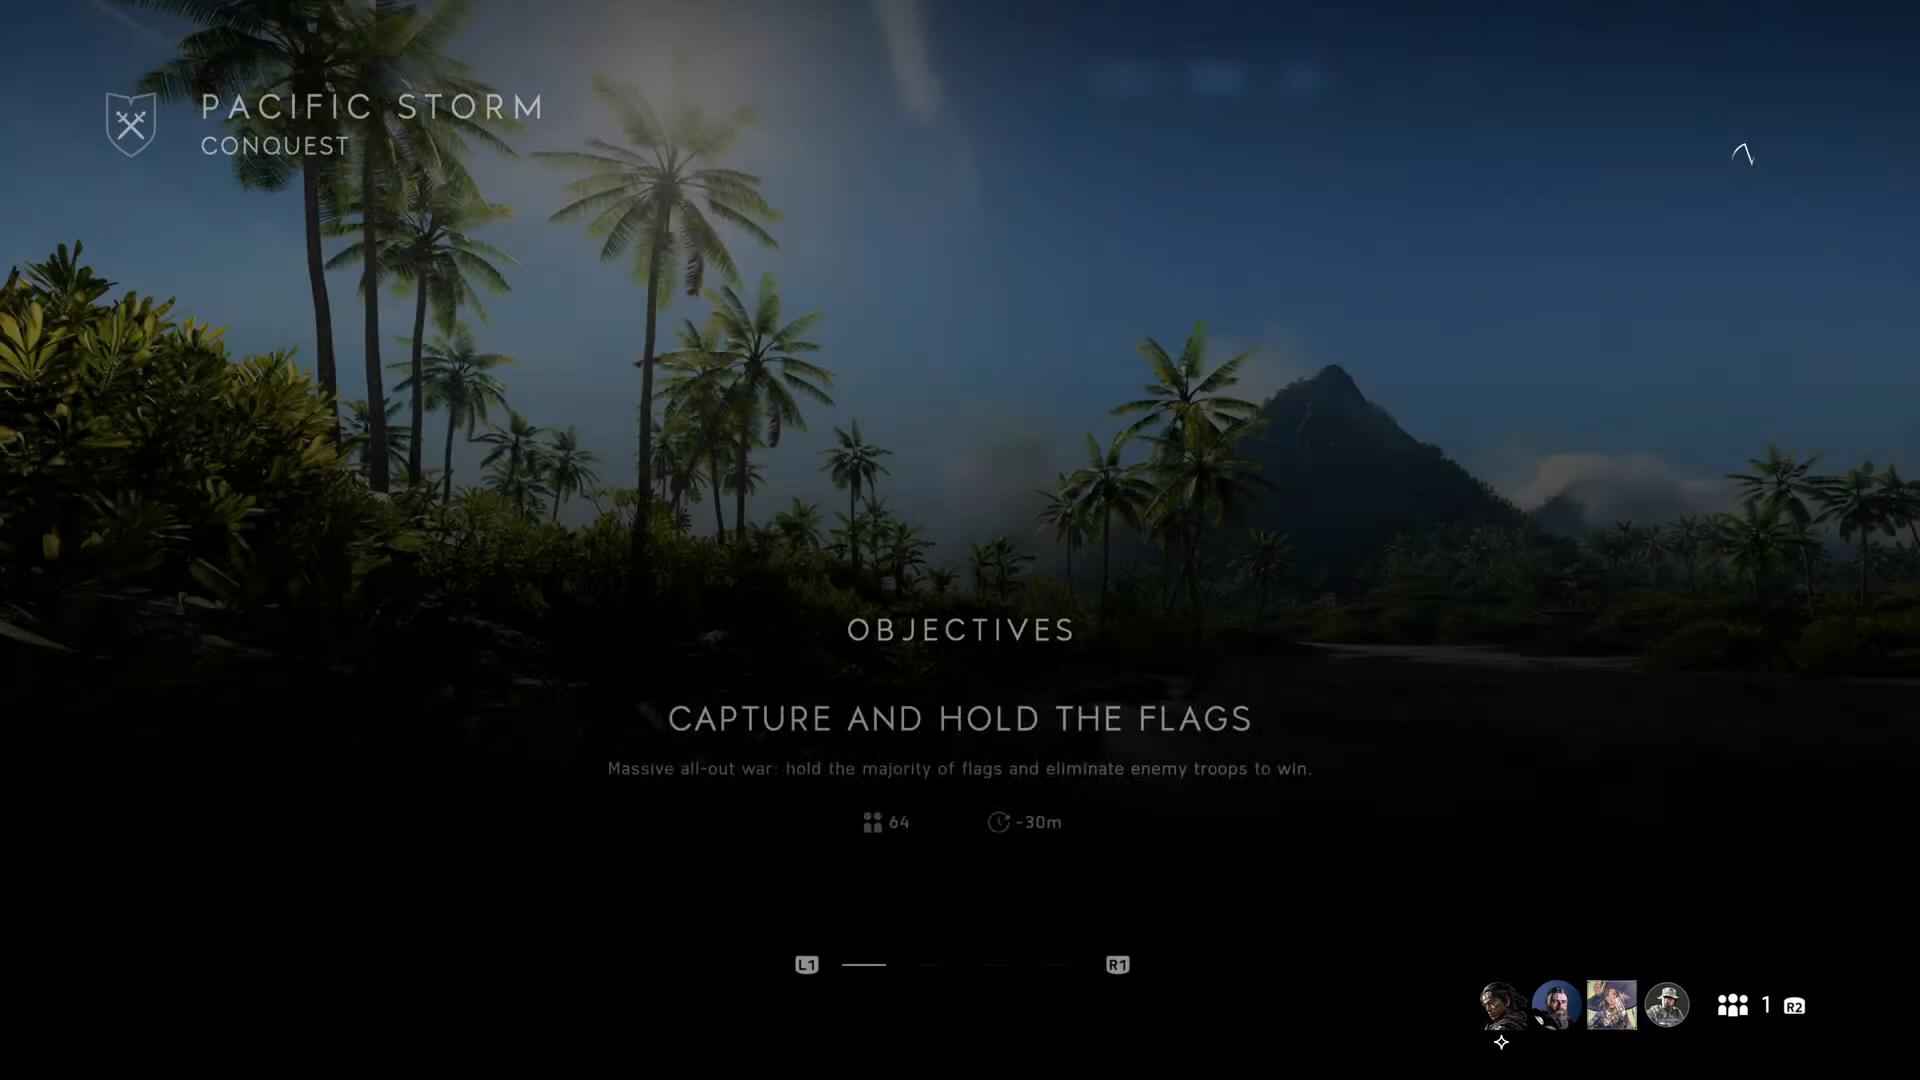 PACIFIC STORM
CONQUEST
OBJECTIVES
CAPTURE AND HOLD THE FLAGS
Massive all-out war: hold the majority of flags and eliminate enemy troops to win.
64 ~30m
L1 R1
1 R2